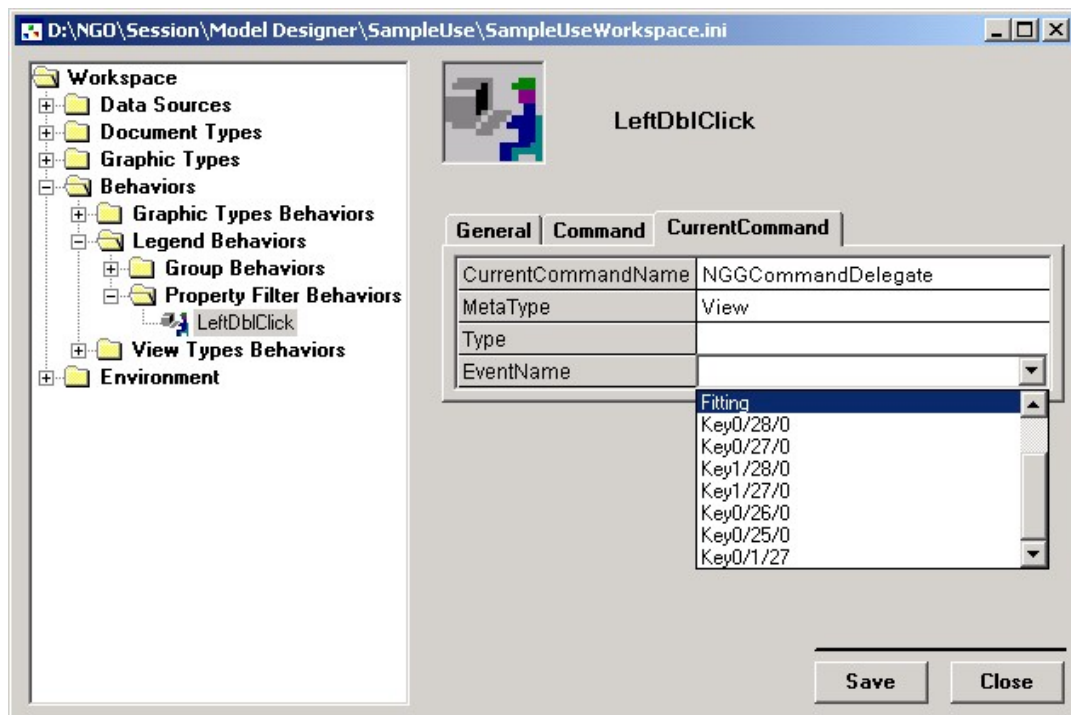 D:\NGO\Session\Model Designer\SampleUse\SampleUseWorkspace.ini
Workspace
Data Sources
Document Types
Graphic Types
Behaviors
Graphic Types Behaviors
Legend Behaviors
Group Behaviors
Property Filter Behaviors
LeftDblClick
View Types Behaviors
Environment
LeftDblClick
General Command CurrentCommand
CurrentCommandName NGGCommandDelegate
MetaType View
Type
EventName
Fitting
Key0/28/0
Key0/27/0
Key1/28/0
Key1/27/0
Key0/26/0
Key0/25/0
Key0/1/27
Save Close